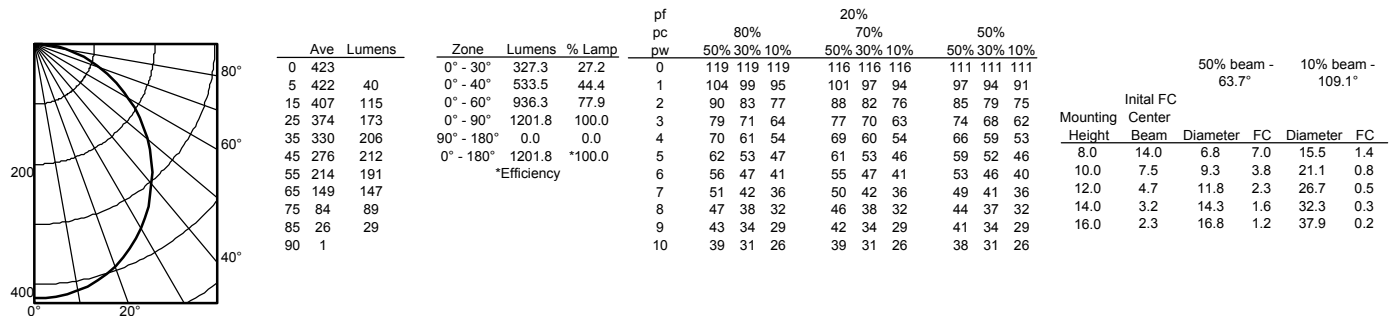 80°
60°
40°
20°
0°
200
400
Ave Lumens
0 423
5 422 40
15 407 115
25 374 173
35 330 206
45 276 212
55 214 191
65 149 147
75 84 89
85 26 29
90 1
Zone Lumens % Lamp
0° - 30° 327.3 27.2
0° - 40° 533.5 44.4
0° - 60° 936.3 77.9
0° - 90° 1201.8 100.0
90° - 180° 0.0 0.0
0° - 180° 1201.8 *100.0
*Efficiency
pf 20%
pc 80% 70% 50%
pw 50% 30% 10% 50% 30% 10% 50% 30% 10%
0 119 119 119 116 116 116 111 111 111
1 104 99 95 101 97 94 97 94 91
2 90 83 77 88 82 76 85 79 75
3 79 71 64 77 70 63 74 68 62
4 70 61 54 69 60 54 66 59 53
5 62 53 47 61 53 46 59 52 46
6 56 47 41 55 47 41 53 46 40
7 51 42 36 50 42 36 49 41 36
8 47 38 32 46 38 32 44 37 32
9 43 34 29 42 34 29 41 34 29
10 39 31 26 39 31 26 38 31 26
50% beam - 10% beam -
63.7° 109.1°
Inital FC
Mounting Center
Height Beam Diameter FC Diameter FC
8.0 14.0 6.8 7.0 15.5 1.4
10.0 7.5 9.3 3.8 21.1 0.8
12.0 4.7 11.8 2.3 26.7 0.5
14.0 3.2 14.3 1.6 32.3 0.3
16.0 2.3 16.8 1.2 37.9 0.2